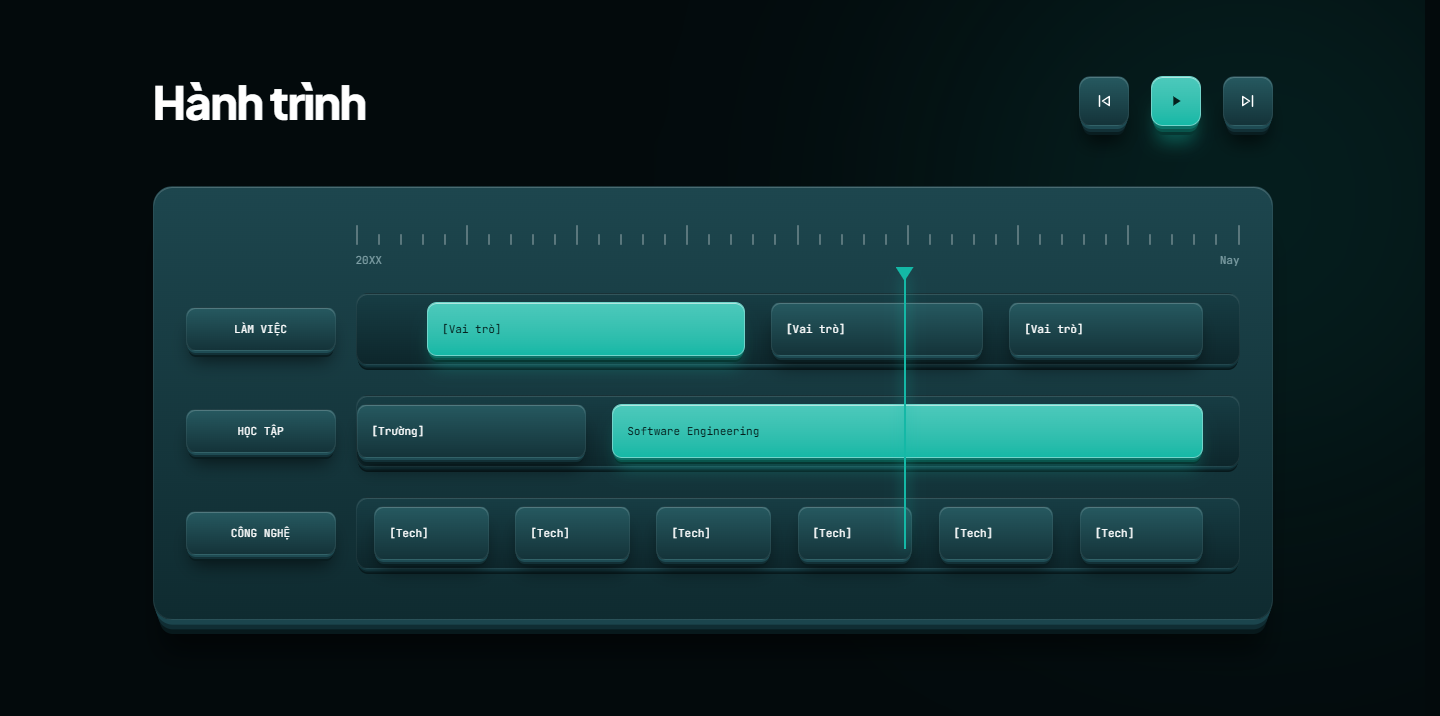 Hành trình
20XX
Nay
LÀM VIỆC
[Vai trò]
[Vai trò]
[Vai trò]
HỌC TẬP
[Trường]
Software Engineering
CÔNG NGHỆ
[Tech]
[Tech]
[Tech]
[Tech]
[Tech]
[Tech]